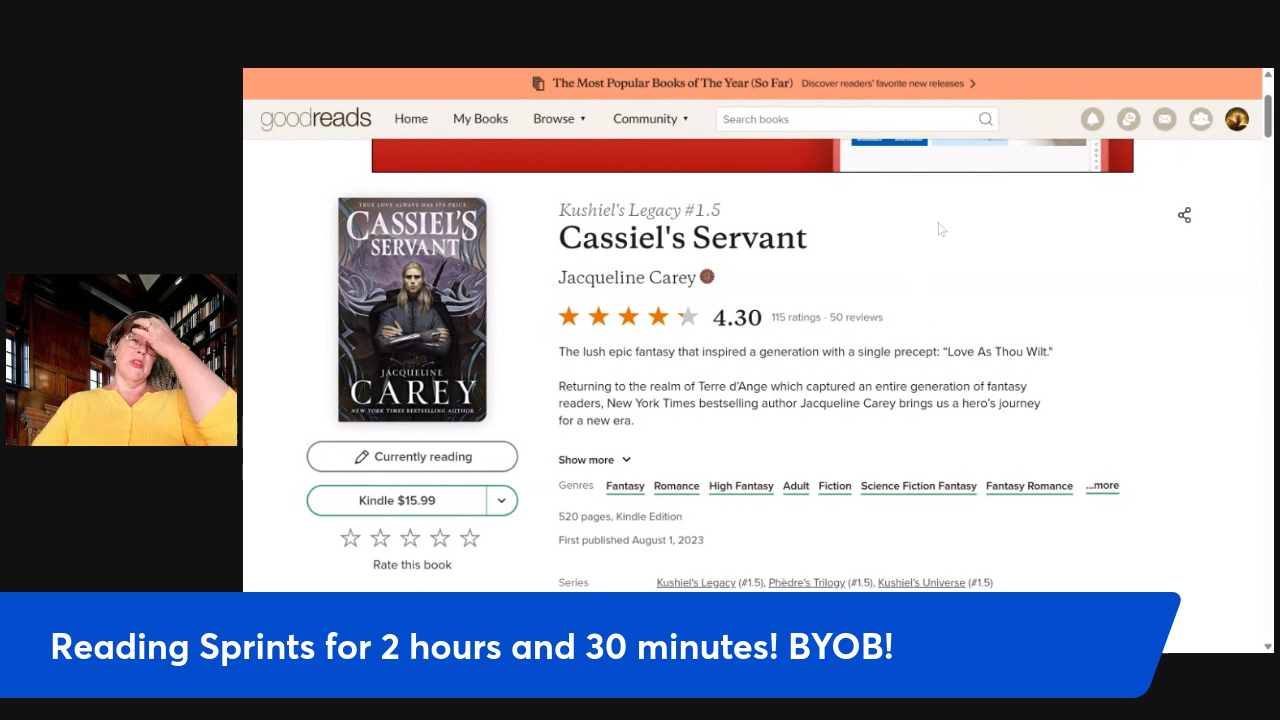 The Most Popular Books of The Year (So Far) Discover readers' favorite new releases
goodreads Home My Books Browse Community Search books
TRUE LOVE ALWAYS HAS ITS PRICE.
CASSIEL'S
SERVANT
JACQUELINE
CAREY
NEW YORK TIMES BESTSELLING AUTHOR
Currently reading
Kindle $15.99
Rate this book
Kushiel's Legacy #1.5
Cassiel's Servant
Jacqueline Carey
4.30 115 ratings · 50 reviews
The lush epic fantasy that inspired a generation with a single precept: “Love As Thou Wilt.”
Returning to the realm of Terre d’Ange which captured an entire generation of fantasy
readers, New York Times bestselling author Jacqueline Carey brings us a hero’s journey
for a new era.
Show more
Genres Fantasy Romance High Fantasy Adult Fiction Science Fiction Fantasy Fantasy Romance ...more
520 pages, Kindle Edition
First published August 1, 2023
Series Kushiel's Legacy (#1.5), Phèdre's Trilogy (#1.5), Kushiel's Universe (#1.5)
Reading Sprints for 2 hours and 30 minutes! BYOB!